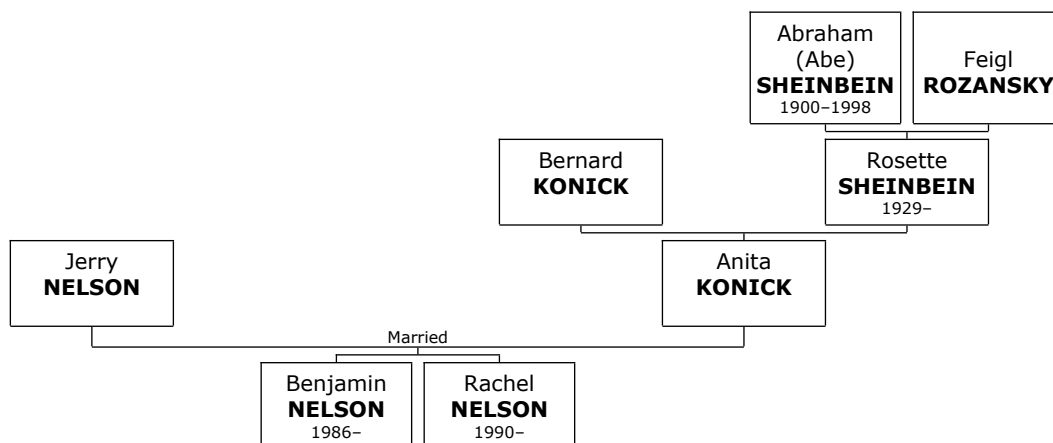 Abraham
(Abe)
SHEINBEIN
1900–1998
Feigl
ROZANSKY
Bernard
KONICK
Rosette
SHEINBEIN
1929–
Jerry
NELSON
Anita
KONICK
Married
Benjamin
NELSON
1986–
Rachel
NELSON
1990–